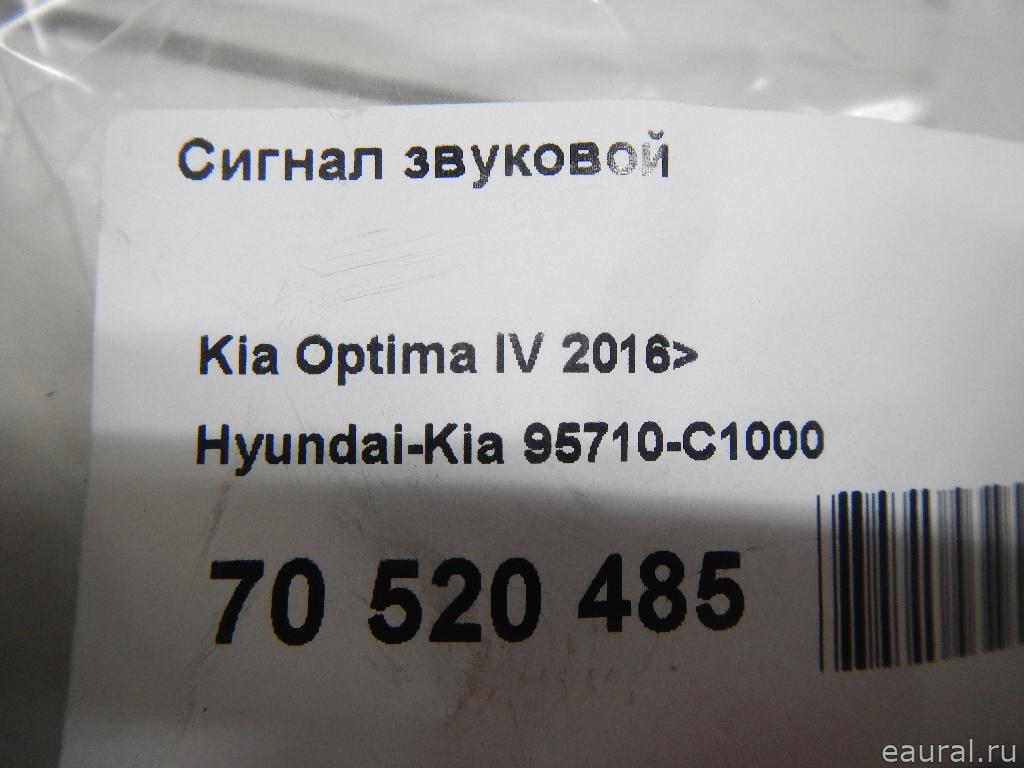 Сигнал звуковой
Kia Optima IV 2016>
Hyundai-Kia 95710-C1000
70 520 485
eaural.ru